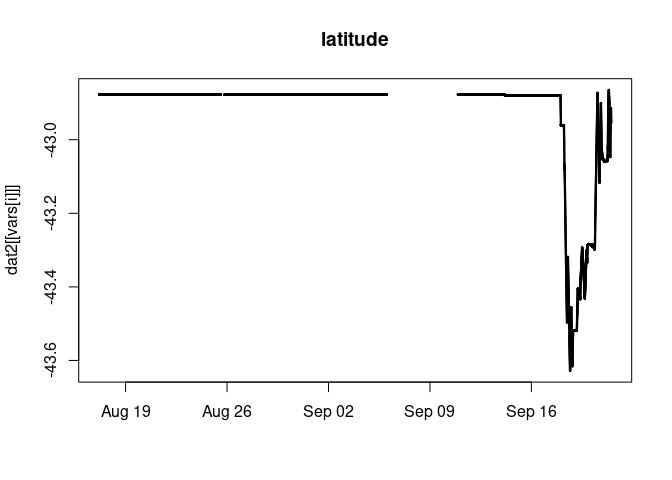 latitude
dat2[[vars[i]]]
-43.0
-43.2
-43.4
-43.6
Aug 19
Aug 26
Sep 02
Sep 09
Sep 16